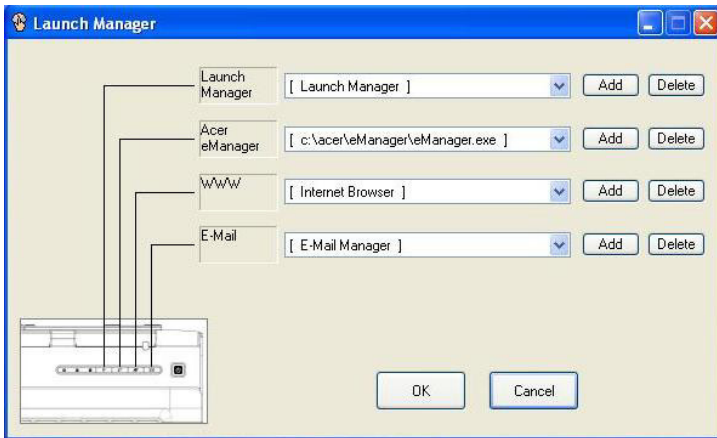 Launch Manager
Launch
Manager
[ Launch Manager ]
Add
Delete
Acer
eManager
[ c:\acer\eManager\eManager.exe ]
Add
Delete
WWW
[ Internet Browser ]
Add
Delete
E-Mail
[ E-Mail Manager ]
Add
Delete
OK
Cancel